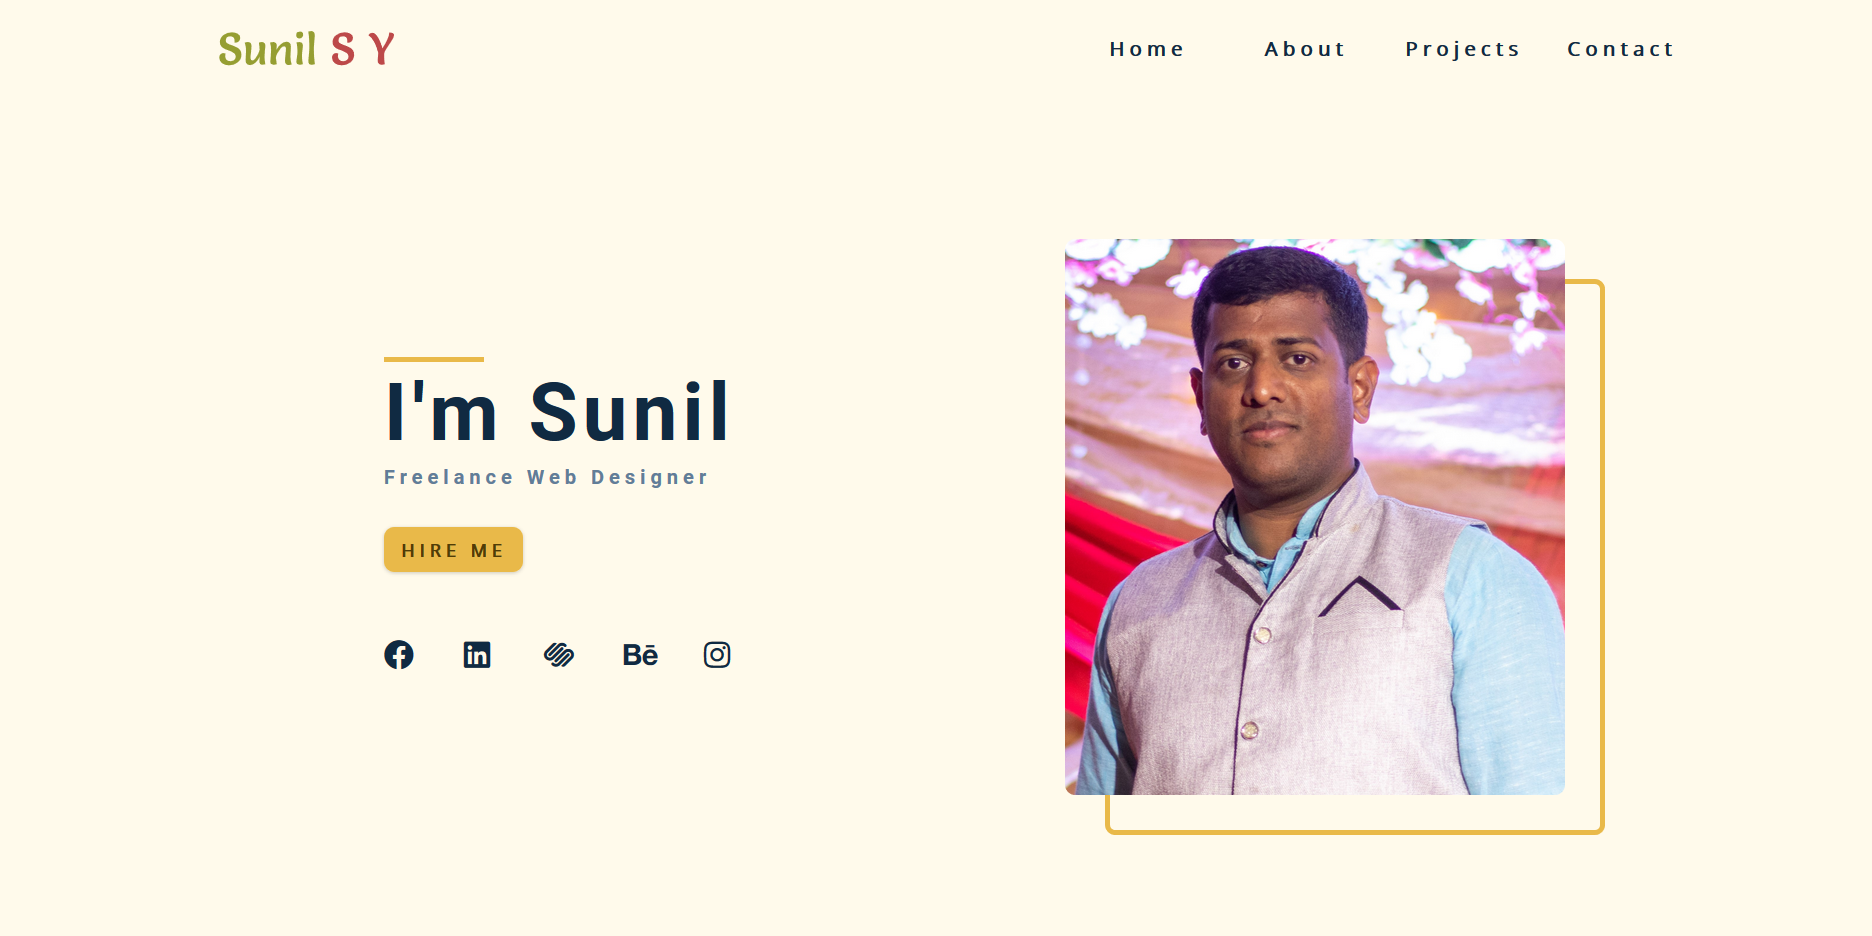 Sunil S Y
Home About Projects Contact
I'm Sunil
Freelance Web Designer
HIRE ME
Bē